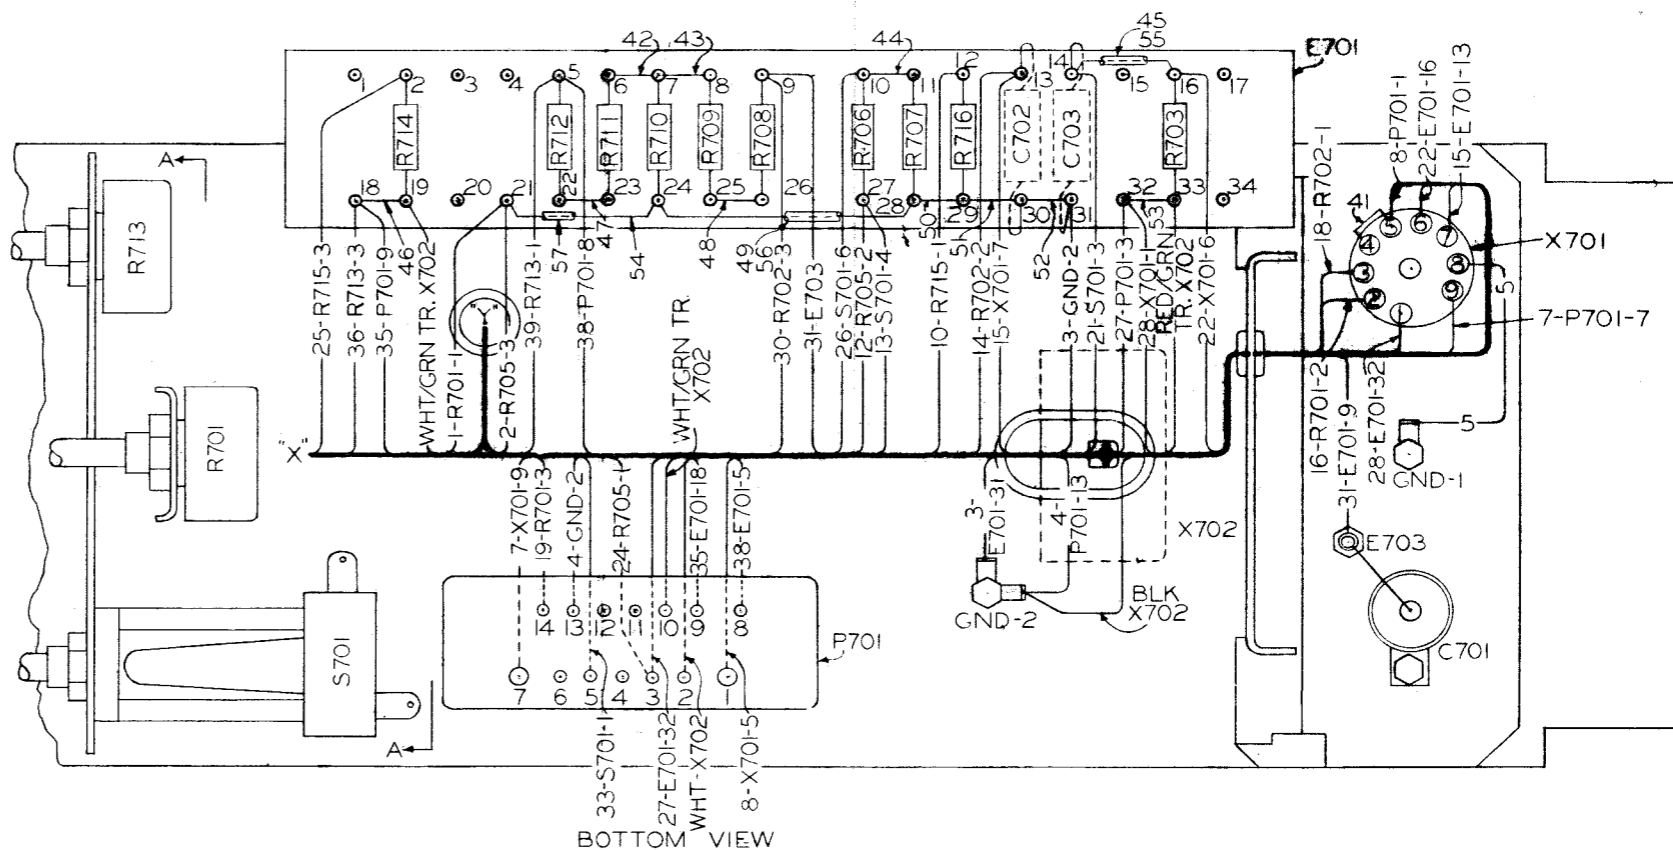 42 43 44 45 55 E701
1 2 3 4 5 6 7 8 9 10 11 12 13 14 15 16 17
R714 R712 R711 R710 R709 R708 R706 R707 R716 C702 C703 R703
18 19 20 21 22 23 24 25 26 27 28 29 30 31 32 33 34
46 57 47 54 48 49 56 50 51 52 53
A
R713
R701
S701
A
25-R715-3
36-R713-3
35-P701-9
WHT/GRN TR. X702
1-R701-1
"Y"
2-R705-3
39-R713-1
38-P701-8
30-R702-3
31-E703
26-S701-6
12-R705-2
13-S701-4
10-R715-1
14-R702-2
15-X701-7
3-GND-2
21-S701-3
27-P701-3
28-X701-1
RED/GRN
TR. X702
22-X701-6
"X"
WHT/GRN TR.
X702
7-X701-9
19-R701-3
4-GND-2
24-R705-1
35-E701-18
38-E701-5
3-
E701-31
4-
P701-13
X702
GND-2
BLK
X702
14 13 12 11 10 9 8
7 6 5 4 3 2 1
P701
33-S701-1
27-E701-32
WHT-X702
8-X701-5
8-P701-1
22-E701-16
15-E701-13
41
18-R702-1
4 5 6 7
3 8
2 9
X701
5
7-P701-7
16-R701-2
31-E701-9
28-E701-32
5
GND-1
E703
C701
BOTTOM VIEW